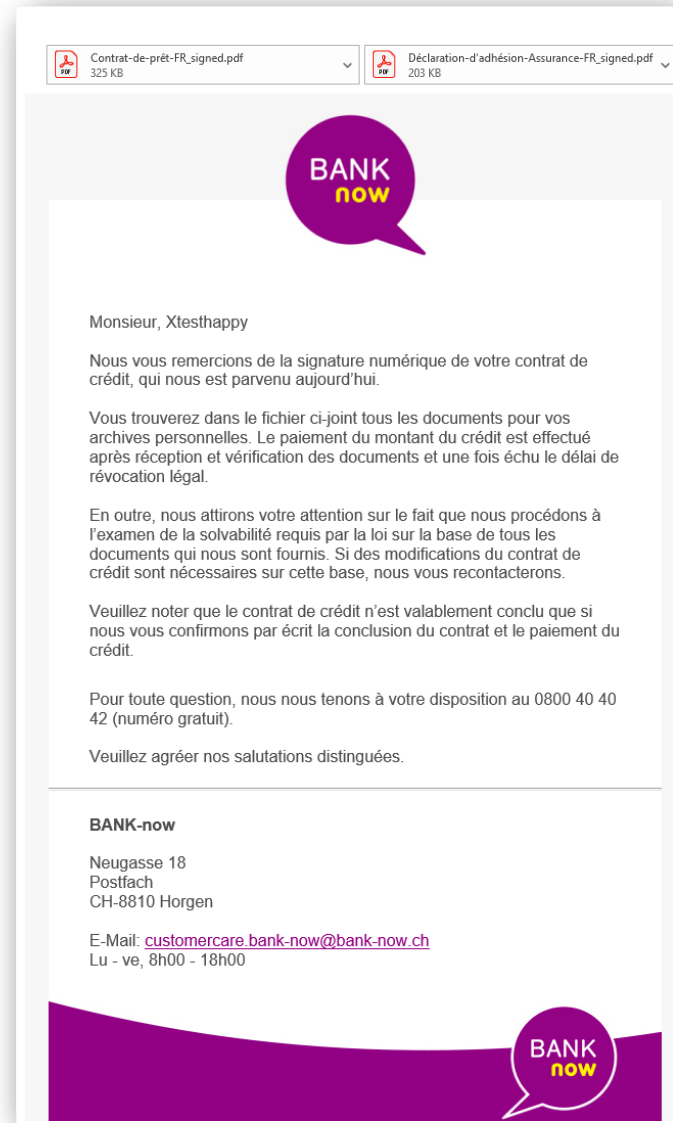 Contrat-de-prêt-FR_signed.pdf
325 KB
Déclaration-d'adhésion-Assurance-FR_signed.pdf
203 KB
BANK
now
Monsieur, Xtesthappy
Nous vous remercions de la signature numérique de votre contrat de
crédit, qui nous est parvenu aujourd’hui.
Vous trouverez dans le fichier ci-joint tous les documents pour vos
archives personnelles. Le paiement du montant du crédit est effectué
après réception et vérification des documents et une fois échu le délai de
révocation légal.
En outre, nous attirons votre attention sur le fait que nous procédons à
l’examen de la solvabilité requis par la loi sur la base de tous les
documents qui nous sont fournis. Si des modifications du contrat de
crédit sont nécessaires sur cette base, nous vous recontacterons.
Veuillez noter que le contrat de crédit n’est valablement conclu que si
nous vous confirmons par écrit la conclusion du contrat et le paiement du
crédit.
Pour toute question, nous nous tenons à votre disposition au 0800 40 40
42 (numéro gratuit).
Veuillez agréer nos salutations distinguées.
BANK-now
Neugasse 18
Postfach
CH-8810 Horgen
E-Mail: customercare.bank-now@bank-now.ch
Lu - ve, 8h00 - 18h00
BANK
now